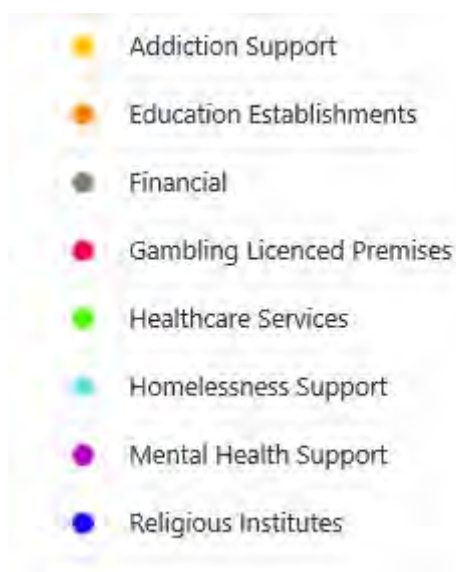 Addiction Support
Education Establishments
Financial
Gambling Licenced Premises
Healthcare Services
Homelessness Support
Mental Health Support
Religious Institutes